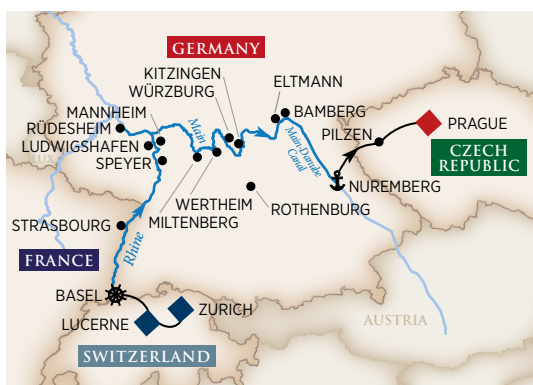 GERMANY
KITZINGEN
WÜRZBURG
ELTMANN
MANNHEIM
BAMBERG
RÜDESHEIM
Main
PILZEN
PRAGUE
LUDWIGSHAFEN
LUX
SPEYER
Main-Danube
Canal
CZECH
REPUBLIC
NUREMBERG
WERTHEIM
ROTHENBURG
MILTENBERG
STRASBOURG
Rhine
FRANCE
BASEL
ZURICH
LUCERNE
AUSTRIA
SWITZERLAND